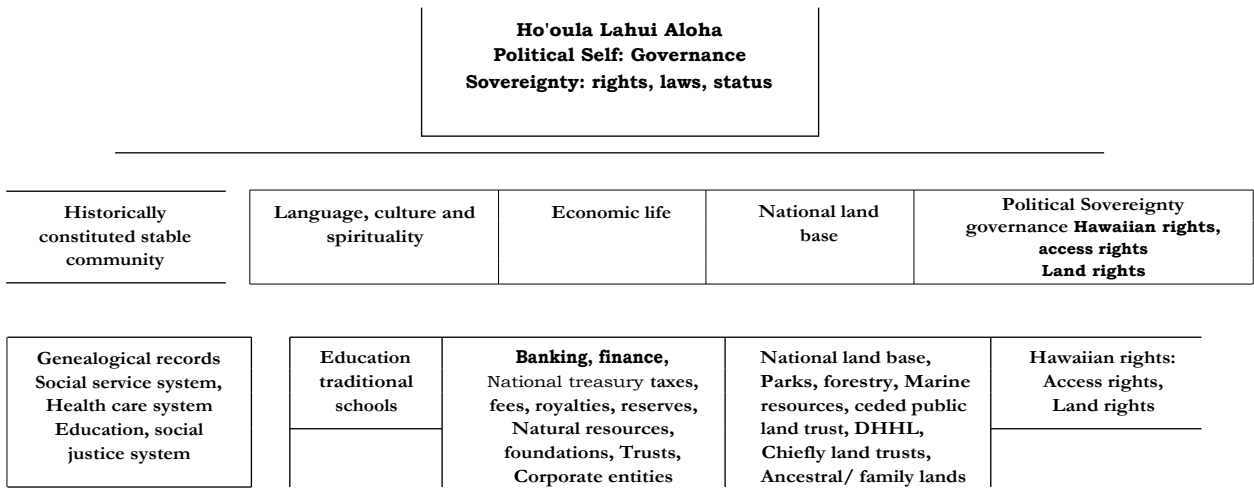 Ho'oula Lahui Aloha
Political Self: Governance
Sovereignty: rights, laws, status
Historically
constituted stable
community
Language, culture and
spirituality
Economic life
National land
base
Political Sovereignty
governance Hawaiian rights,
access rights
Land rights
Genealogical records
Social service system,
Health care system
Education, social
justice system
Education
traditional
schools
Banking, finance,
National treasury taxes,
fees, royalties, reserves,
Natural resources,
foundations, Trusts,
Corporate entities
National land base,
Parks, forestry, Marine
resources, ceded public
land trust, DHHL,
Chiefly land trusts,
Ancestral/ family lands
Hawaiian rights:
Access rights,
Land rights